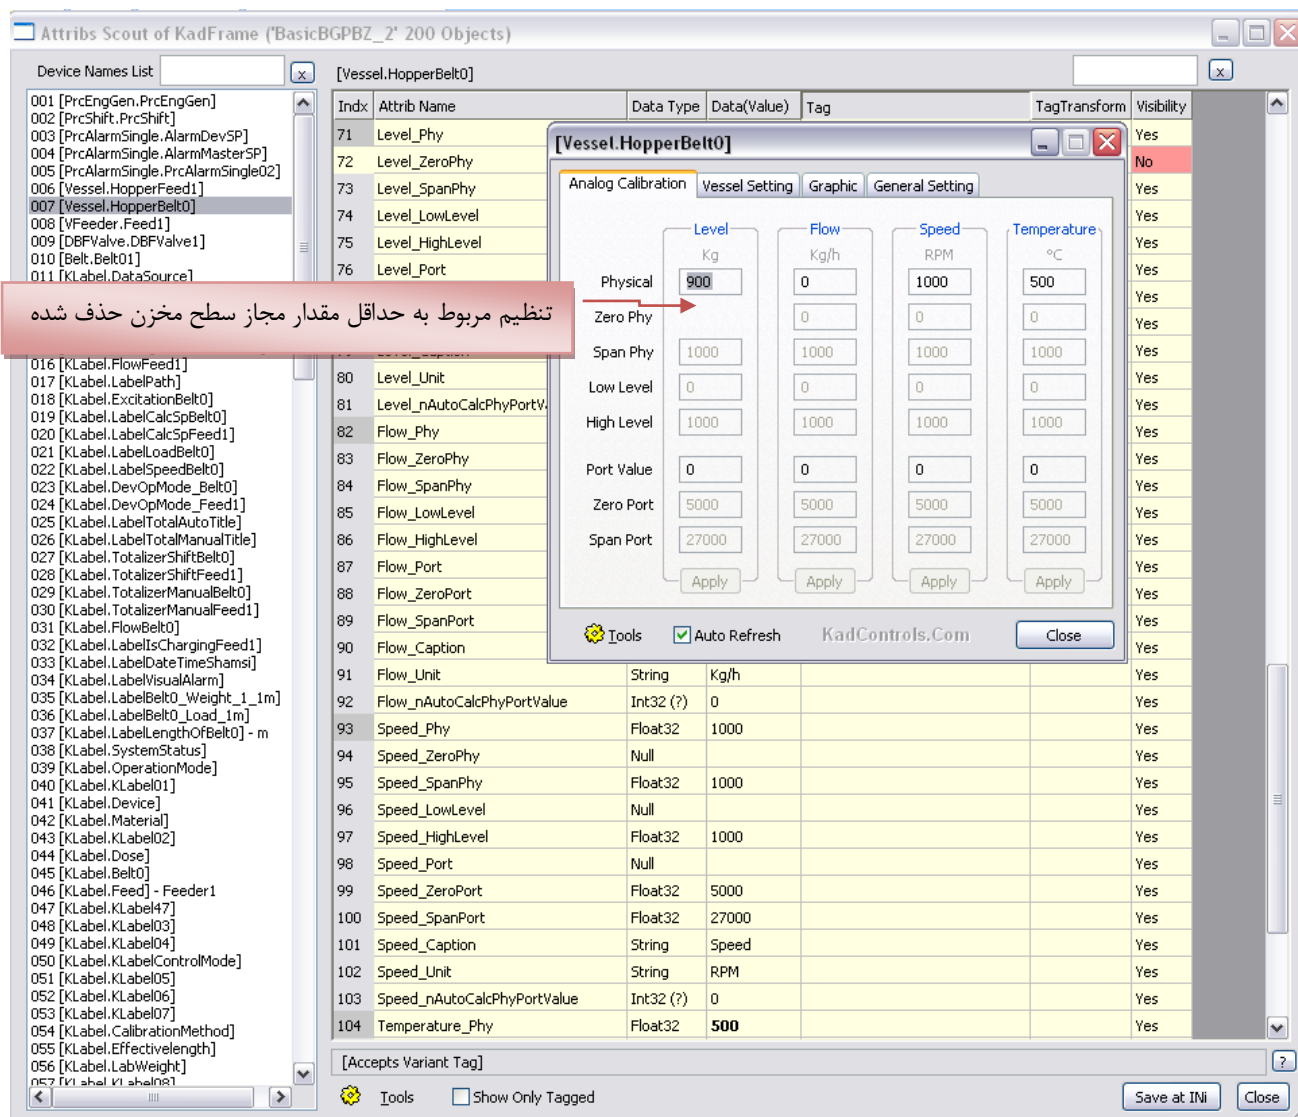 Attribs Scout of KadFrame ('BasicBGPBZ_2' 200 Objects)
Device Names List
x
[Vessel.HopperBelt0]
x
001 [PrcEngGen.PrcEngGen]
002 [PrcShift.PrcShift]
003 [PrcAlarmSingle.AlarmDevSP]
004 [PrcAlarmSingle.AlarmMasterSP]
005 [PrcAlarmSingle.PrcAlarmSingle02]
006 [Vessel.HopperFeed1]
007 [Vessel.HopperBelt0]
008 [VFeeder.Feed1]
009 [DBFValve.DBFValve1]
010 [Belt.Belt01]
011 [KLabel.DataSource]
تنظیم مربوط به حداقل مقدار مجاز سطح مخزن حذف شده
016 [KLabel.FlowFeed1]
017 [KLabel.LabelPath]
018 [KLabel.ExcitationBelt0]
019 [KLabel.LabelCalcSpBelt0]
020 [KLabel.LabelCalcSpFeed1]
021 [KLabel.LabelLoadBelt0]
022 [KLabel.LabelSpeedBelt0]
023 [KLabel.DevOpMode_Belt0]
024 [KLabel.DevOpMode_Feed1]
025 [KLabel.LabelTotalAutoTitle]
026 [KLabel.LabelTotalManualTitle]
027 [KLabel.TotalizerShiftBelt0]
028 [KLabel.TotalizerShiftFeed1]
029 [KLabel.TotalizerManualBelt0]
030 [KLabel.TotalizerManualFeed1]
031 [KLabel.FlowBelt0]
032 [KLabel.LabelIsChargingFeed1]
033 [KLabel.LabelDateTimeShamsi]
034 [KLabel.LabelVisualAlarm]
035 [KLabel.LabelBelt0_Weight_1_1m]
036 [KLabel.LabelBelt0_Load_1m]
037 [KLabel.LabelLengthOfBelt0] - m
038 [KLabel.SystemStatus]
039 [KLabel.OperationMode]
040 [KLabel.KLabel01]
041 [KLabel.Device]
042 [KLabel.Material]
043 [KLabel.KLabel02]
044 [KLabel.Dose]
045 [KLabel.Belt0]
046 [KLabel.Feed] - Feeder1
047 [KLabel.KLabel47]
048 [KLabel.KLabel03]
049 [KLabel.KLabel04]
050 [KLabel.KLabelControlMode]
051 [KLabel.KLabel05]
052 [KLabel.KLabel06]
053 [KLabel.KLabel07]
054 [KLabel.CalibrationMethod]
055 [KLabel.Effectivelength]
056 [KLabel.LabWeight]
057 [KLabel.KLabel08]
Indx Attrib Name Data Type Data(Value) Tag TagTransform Visibility
71 Level_Phy Yes
72 Level_ZeroPhy No
73 Level_SpanPhy Yes
74 Level_LowLevel Yes
75 Level_HighLevel Yes
76 Level_Port Yes
Yes
Yes
Yes
80 Level_Unit Yes
81 Level_nAutoCalcPhyPortV Yes
82 Flow_Phy Yes
83 Flow_ZeroPhy Yes
84 Flow_SpanPhy Yes
85 Flow_LowLevel Yes
86 Flow_HighLevel Yes
87 Flow_Port Yes
88 Flow_ZeroPort Yes
89 Flow_SpanPort Yes
90 Flow_Caption Yes
91 Flow_Unit String Kg/h Yes
92 Flow_nAutoCalcPhyPortValue Int32 (?) 0 Yes
93 Speed_Phy Float32 1000 Yes
94 Speed_ZeroPhy Null Yes
95 Speed_SpanPhy Float32 1000 Yes
96 Speed_LowLevel Null Yes
97 Speed_HighLevel Float32 1000 Yes
98 Speed_Port Null Yes
99 Speed_ZeroPort Float32 5000 Yes
100 Speed_SpanPort Float32 27000 Yes
101 Speed_Caption String Speed Yes
102 Speed_Unit String RPM Yes
103 Speed_nAutoCalcPhyPortValue Int32 (?) 0 Yes
104 Temperature_Phy Float32 500 Yes
[Vessel.HopperBelt0]
Analog Calibration Vessel Setting Graphic General Setting
Level Flow Speed Temperature
Kg Kg/h RPM °C
Physical 900 0 1000 500
Zero Phy 0 0 0
Span Phy 1000 1000 1000 1000
Low Level 0 0 0 0
High Level 1000 1000 1000 1000
Port Value 0 0 0 0
Zero Port 5000 5000 5000 5000
Span Port 27000 27000 27000 27000
Apply Apply Apply Apply
Tools Auto Refresh KadControls.Com Close
[Accepts Variant Tag] ?
Tools Show Only Tagged Save at INi Close